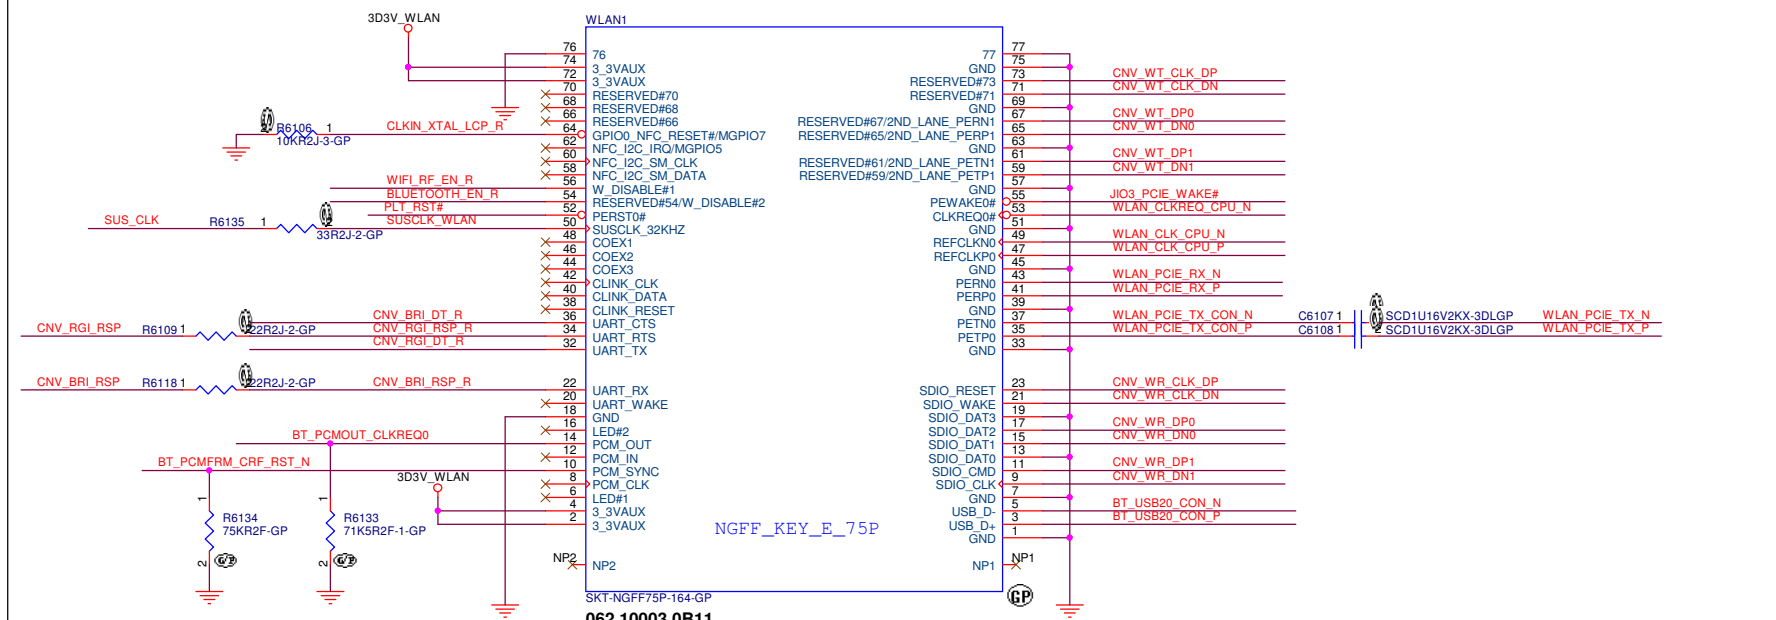 3D3V_WLAN
WLAN1
76 76 77 77
74 3_3VAUX GND 75
72 3_3VAUX RESERVED#73 73 CNV_WT_CLK_DP
70 RESERVED#70 RESERVED#71 71 CNV_WT_CLK_DN
68 RESERVED#68 GND 69
66 RESERVED#66 RESERVED#67/2ND_LANE_PERN1 67 CNV_WT_DP0
R6106 1 CLKIN_XTAL_LCP_R 64 GPIO0_NFC_RESET#/MGPIO7 RESERVED#65/2ND_LANE_PERP1 65 CNV_WT_DN0
10KR2J-3-GP
62 NFC_I2C_IRQ/MGPIO5 GND 63
60 NFC_I2C_SM_CLK RESERVED#61/2ND_LANE_PETN1 61 CNV_WT_DP1
58 NFC_I2C_SM_DATA RESERVED#59/2ND_LANE_PETP1 59 CNV_WT_DN1
WIFI_RF_EN_R 56 W_DISABLE#1 GND 57
BLUETOOTH_EN_R 54 RESERVED#54/W_DISABLE#2 PEWAKE0# 55 JIO3_PCIE_WAKE#
PLT_RST# 52 PERST0# CLKREQ0# 53 WLAN_CLKREQ_CPU_N
SUS_CLK R6135 1 2 SUSCLK_WLAN 50 SUSCLK_32KHZ GND 51
33R2J-2-GP
48 COEX1 REFCLKN0 49 WLAN_CLK_CPU_N
46 COEX2 REFCLKP0 47 WLAN_CLK_CPU_P
44 COEX3 GND 45
42 CLINK_CLK PERN0 43 WLAN_PCIE_RX_N
40 CLINK_DATA PERP0 41 WLAN_PCIE_RX_P
38 CLINK_RESET GND 39
CNV_BRI_DT_R 36 UART_CTS PETN0 37 WLAN_PCIE_TX_CON_N C6107 1 SCD1U16V2KX-3DLGP WLAN_PCIE_TX_N
CNV_RGI_RSP R6109 1 22R2J-2-GP CNV_RGI_RSP_R 34 UART_RTS PETP0 35 WLAN_PCIE_TX_CON_P C6108 1 2 SCD1U16V2KX-3DLGP WLAN_PCIE_TX_P
CNV_RGI_DT_R 32 UART_TX GND 33
CNV_BRI_RSP R6118 1 22R2J-2-GP CNV_BRI_RSP_R 22 UART_RX SDIO_RESET 23 CNV_WR_CLK_DP
20 UART_WAKE SDIO_WAKE 21 CNV_WR_CLK_DN
18 GND SDIO_DAT3 19
16 LED#2 SDIO_DAT2 17 CNV_WR_DP0
BT_PCMOUT_CLKREQ0 14 PCM_OUT SDIO_DAT1 15 CNV_WR_DN0
12 PCM_IN SDIO_DAT0 13
BT_PCMFRM_CRF_RST_N 10 PCM_SYNC SDIO_CMD 11 CNV_WR_DP1
3D3V_WLAN 8 PCM_CLK SDIO_CLK 9 CNV_WR_DN1
1 1 6 LED#1 GND 7
4 3_3VAUX USB_D- 5 BT_USB20_CON_N
R6134 R6133 2 3_3VAUX USB_D+ 3 BT_USB20_CON_P
75KR2F-GP 71K5R2F-1-GP NGFF_KEY_E_75P GND 1
2 G/P 2 G/P NP2 NP2 NP1 NP1
SKT-NGFF75P-164-GP GP
062.10003.0B11